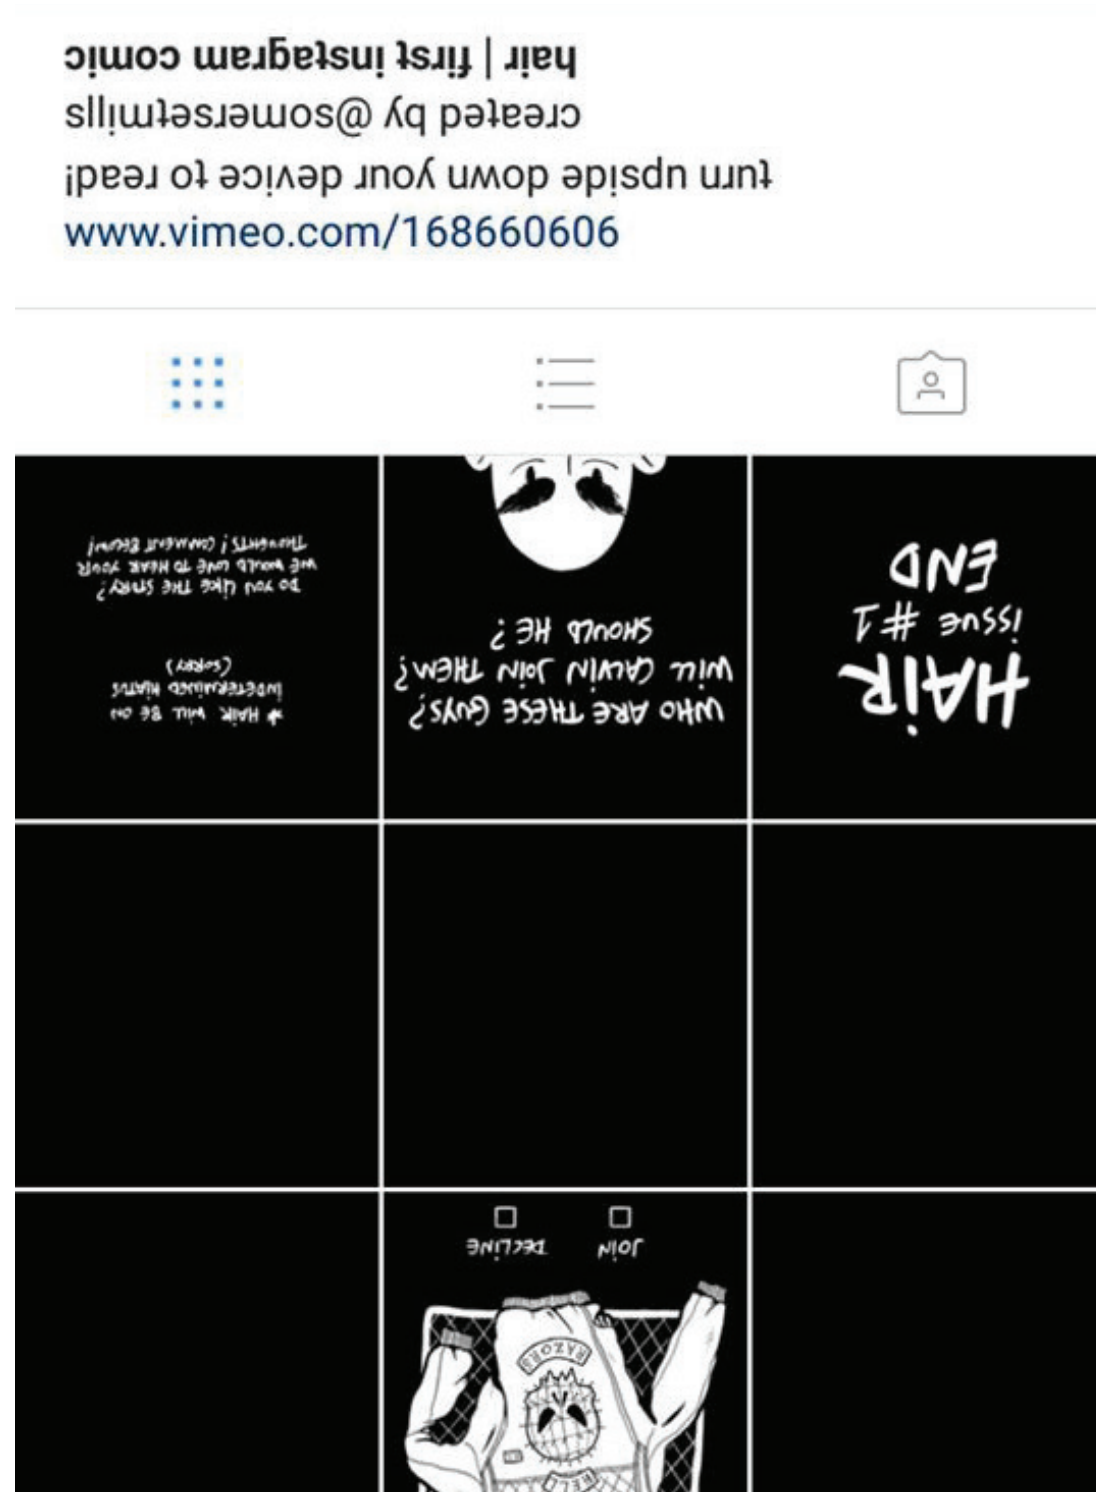 hair | first instagram comic
created by @somersetmills
turn upside down your device to read!
www.vimeo.com/168660606
HELL
RAZORS
JOIN DECLINE
HAIR
ISSUE #1
END
WHO ARE THESE GUYS?
WILL CALVIN JOIN THEM?
SHOULD HE?
* HAIR WILL BE ON
INDETERMINED HIATUS
(SORRY)
DO YOU LIKE THE STORY?
WE WOULD LOVE TO HEAR YOUR
THOUGHTS! COMMENT BELOW!